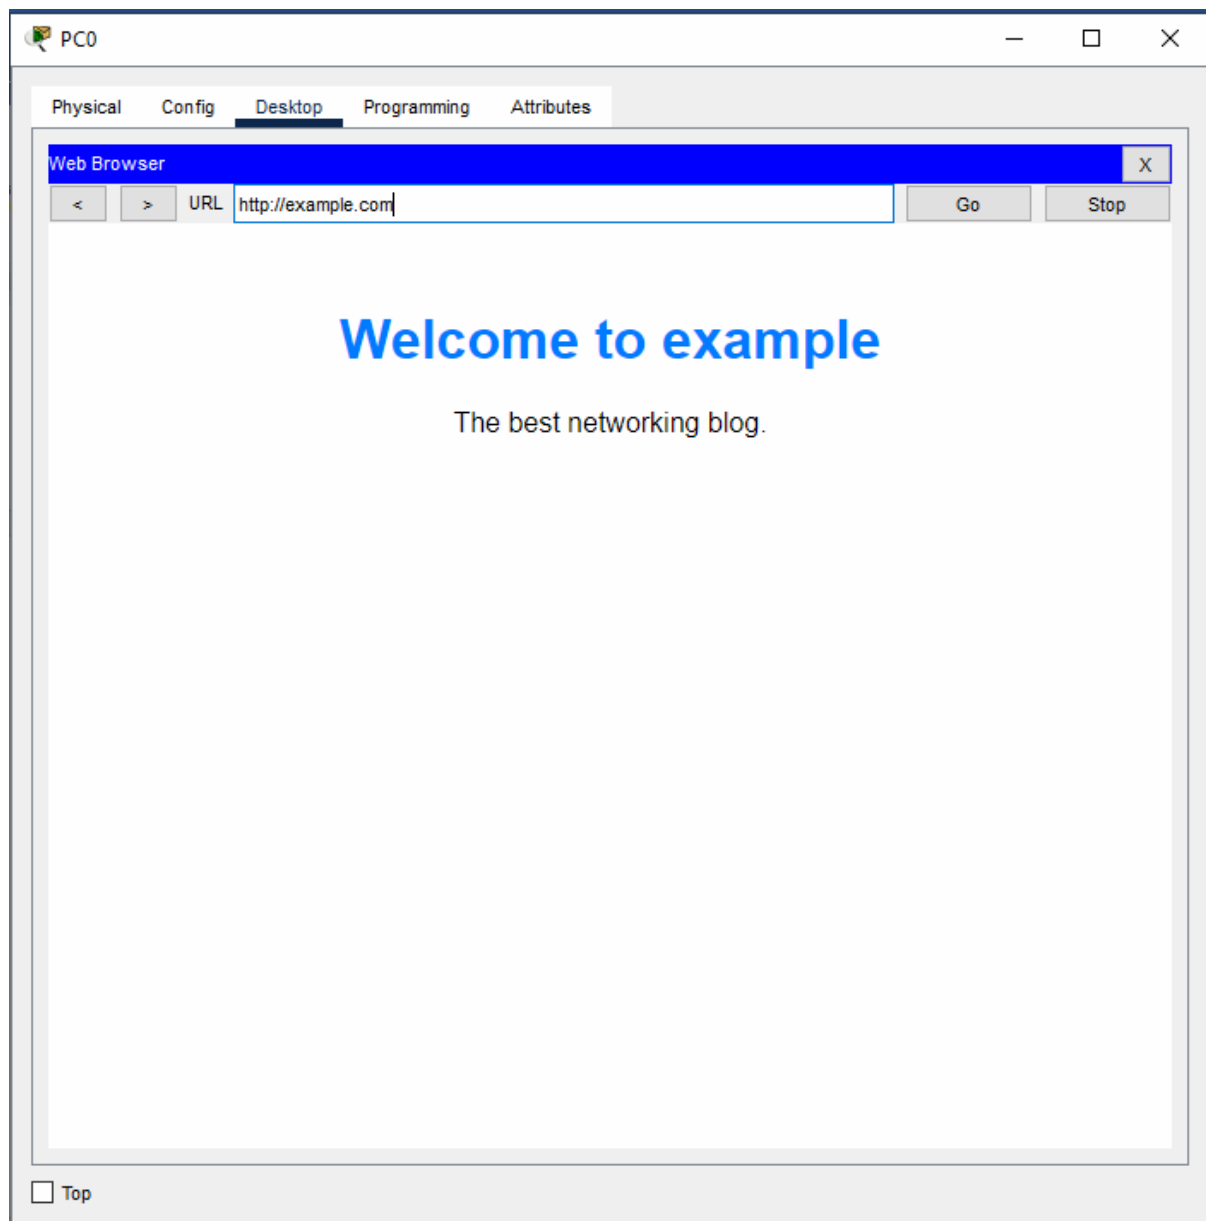 PC0
Physical Config Desktop Programming Attributes
Web Browser X
< > URL http://example.com Go Stop
Welcome to example
The best networking blog.
Top